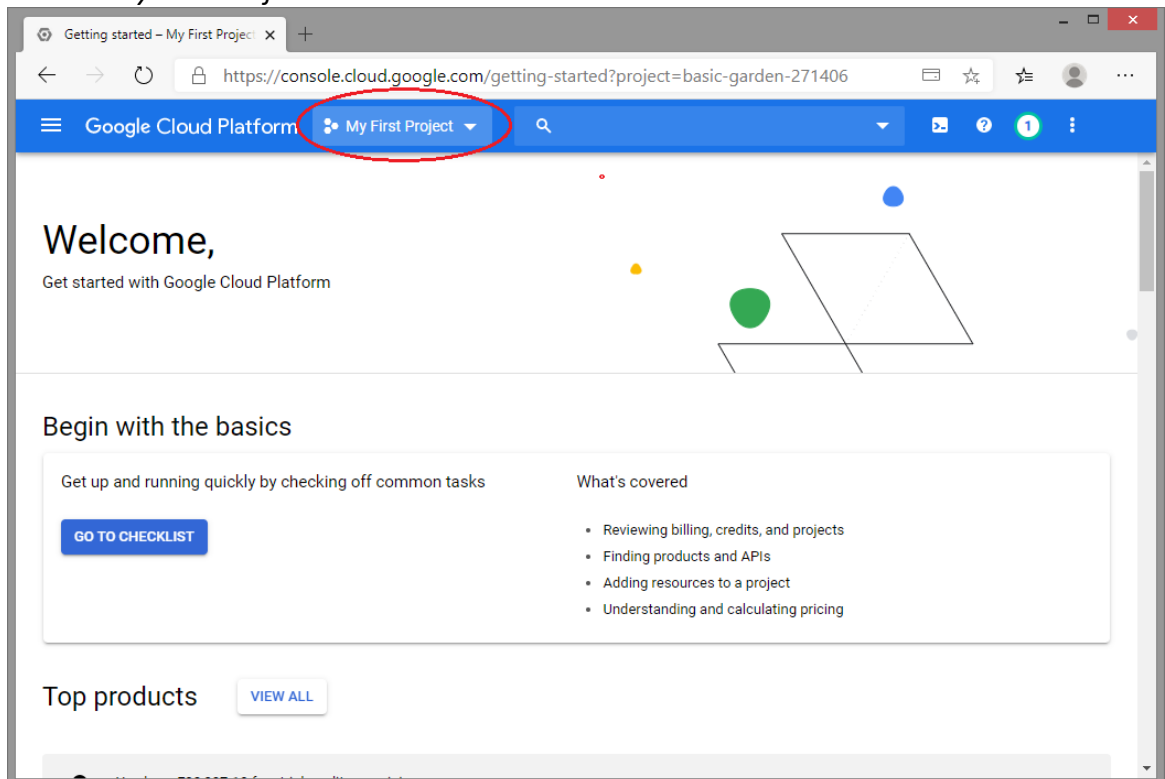 Getting started – My First Project
https://console.cloud.google.com/getting-started?project=basic-garden-271406
Google Cloud Platform My First Project 1
Welcome,
Get started with Google Cloud Platform
Begin with the basics
Get up and running quickly by checking off common tasks
GO TO CHECKLIST
What's covered
Reviewing billing, credits, and projects
Finding products and APIs
Adding resources to a project
Understanding and calculating pricing
Top products VIEW ALL